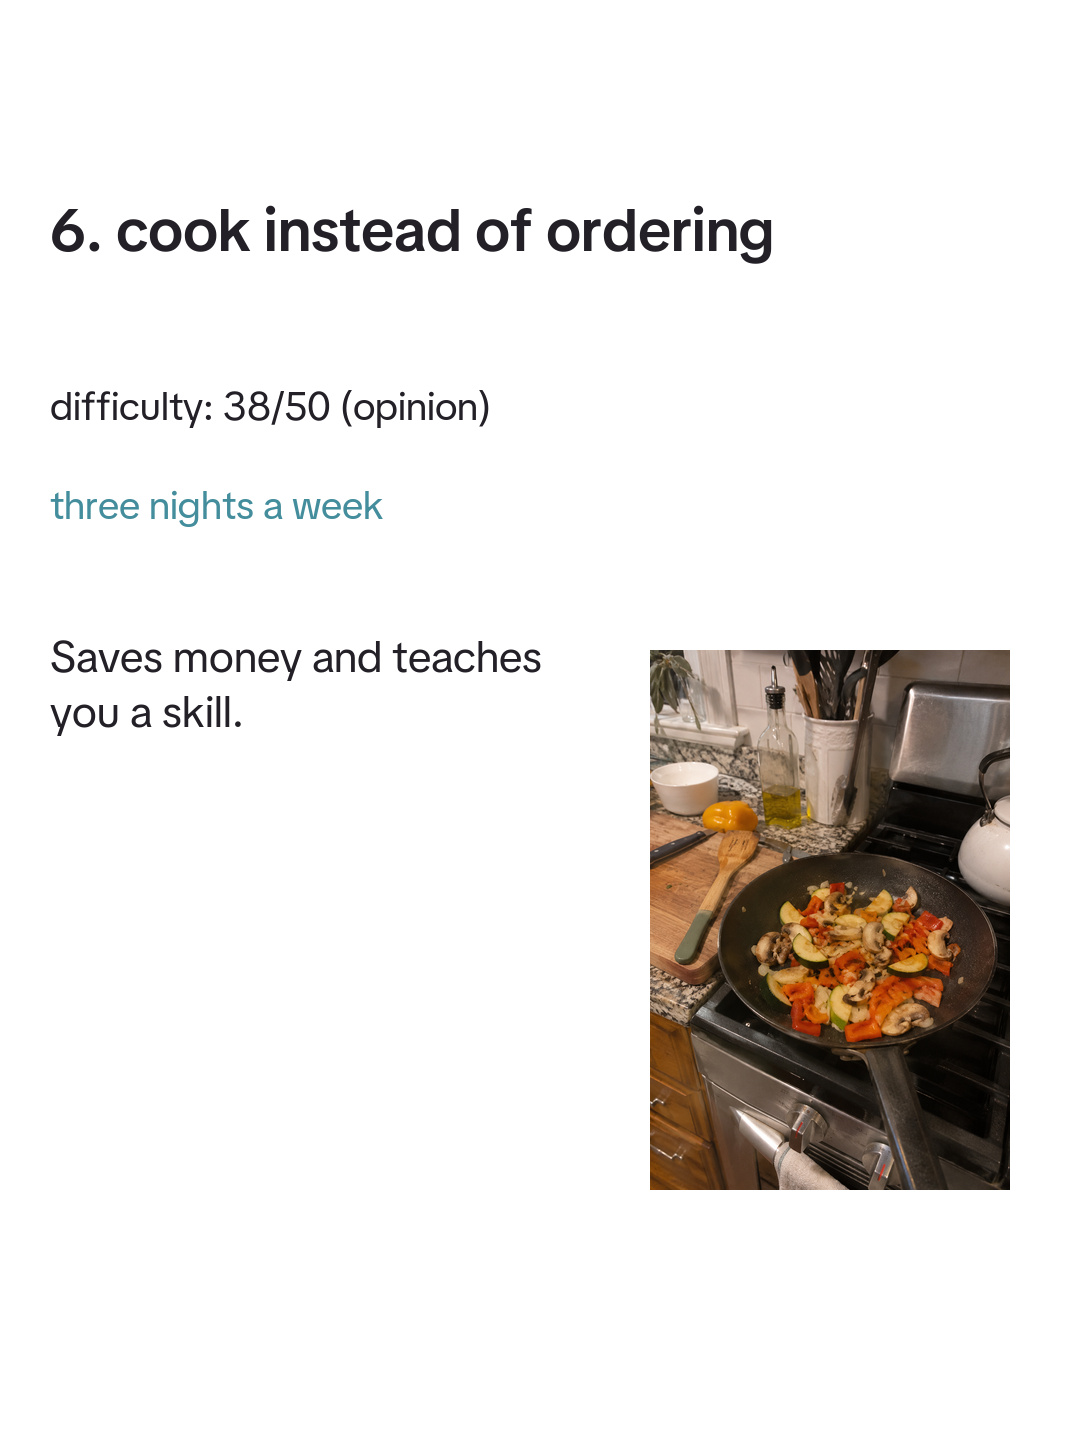 6. cook instead of ordering
difficulty: 38/50 (opinion)
three nights a week
Saves money and teaches
you a skill.